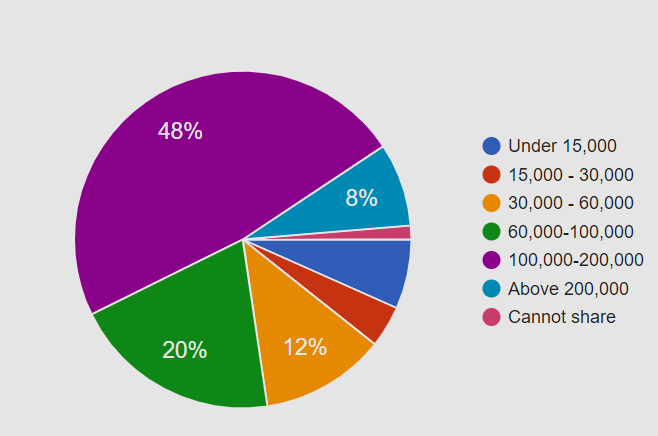 48%
8%
20%
12%
Under 15,000
15,000 - 30,000
30,000 - 60,000
60,000-100,000
100,000-200,000
Above 200,000
Cannot share